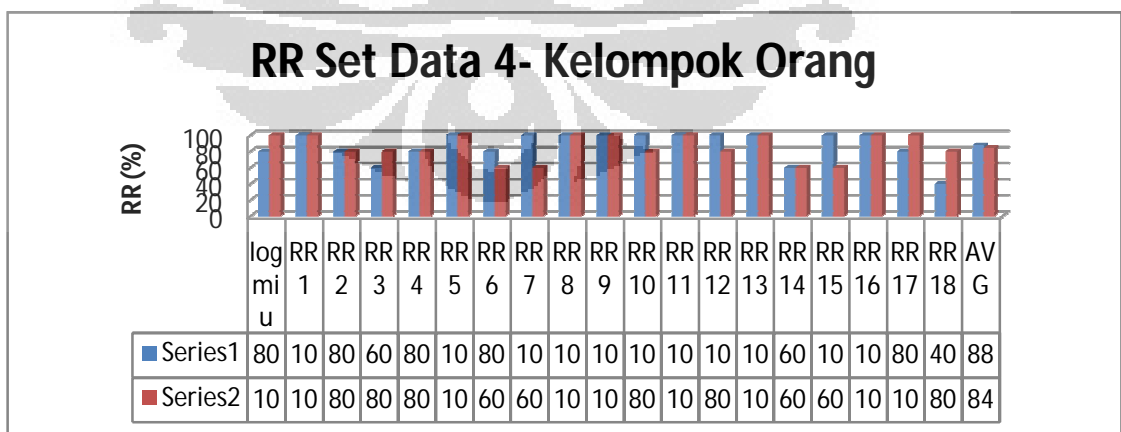 RR Set Data 4- Kelompok Orang
RR (%)
100
80
60
40
20
0
log miu RR 1 RR 2 RR 3 RR 4 RR 5 RR 6 RR 7 RR 8 RR 9 RR 10 RR 11 RR 12 RR 13 RR 14 RR 15 RR 16 RR 17 RR 18 AV G
Series1 80 10 80 60 80 10 80 10 10 10 10 10 10 10 60 10 10 80 40 88
Series2 10 10 80 80 80 10 60 60 10 10 80 10 80 10 60 60 10 10 80 84